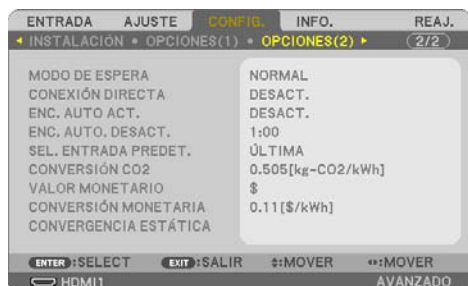 ENTRADA AJUSTE CONFIG. INFO. REAJ.
◄ INSTALACIÓN • OPCIONES(1) • OPCIONES(2) ► (2/2)
MODO DE ESPERA NORMAL
CONEXIÓN DIRECTA DESACT.
ENC. AUTO ACT. DESACT.
ENC. AUTO. DESACT. 1:00
SEL. ENTRADA PREDET. ÚLTIMA
CONVERSIÓN CO2 0.505[kg-CO2/kWh]
VALOR MONETARIO $
CONVERSIÓN MONETARIA 0.11[$/kWh]
CONVERGENCIA ESTÁTICA
ENTER :SELECT EXIT :SALIR ⬍:MOVER ⬌:MOVER
HDMI1 AVANZADO